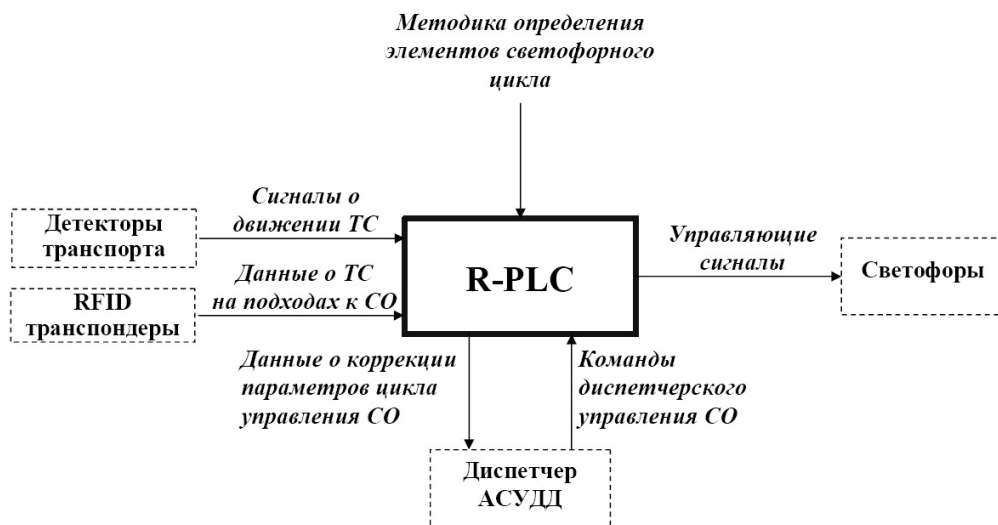 Методика определения
элементов светофорного
цикла
Сигналы о
движении ТС
Детекторы
транспорта
Данные о ТС
на подходах к СО
RFID
транспондеры
R-PLC
Управляющие
сигналы
Светофоры
Данные о коррекции
параметров цикла
управления СО
Команды
диспетчерского
управления СО
Диспетчер
АСУДД